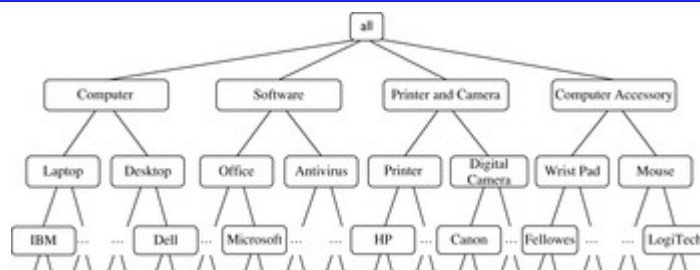 all
Computer
Software
Printer and Camera
Computer Accessory
Laptop
Desktop
Office
Antivirus
Printer
Digital
Camera
Wrist Pad
Mouse
IBM
...
...
Dell
...
Microsoft
...
...
HP
...
Canon
...
Fellowes
...
...
LogiTech